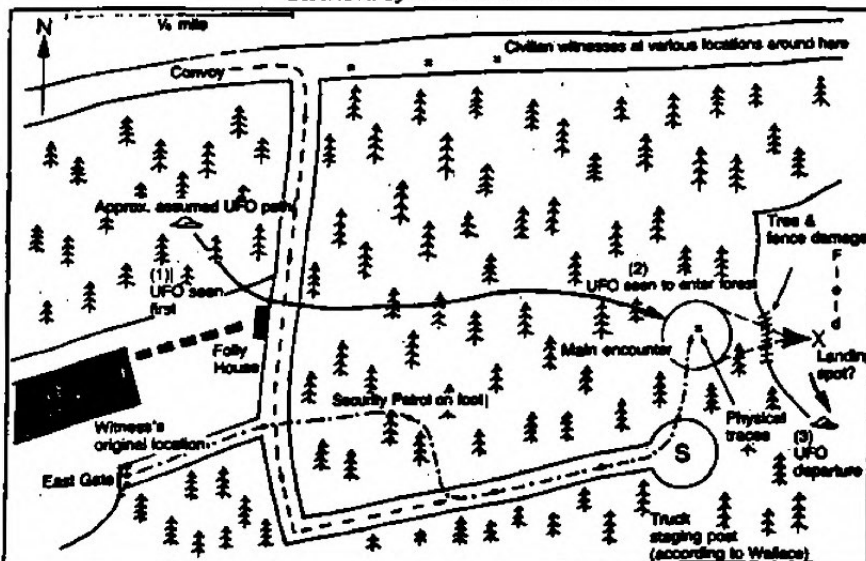 N
¼ mile
Civilian witnesses at various locations around here
Convoy
Approx. assumed UFO path
Tree &
fence damage
Field
(1)
UFO seen
first
(2)
UFO seen to enter forest
Folly
House
Main encounter
X
Landing
spot?
Security Patrol on foot
Witness's
original location
Physical
traces
(3)
UFO
departure
S
East Gate
Truck
staging post
(according to Wallace)